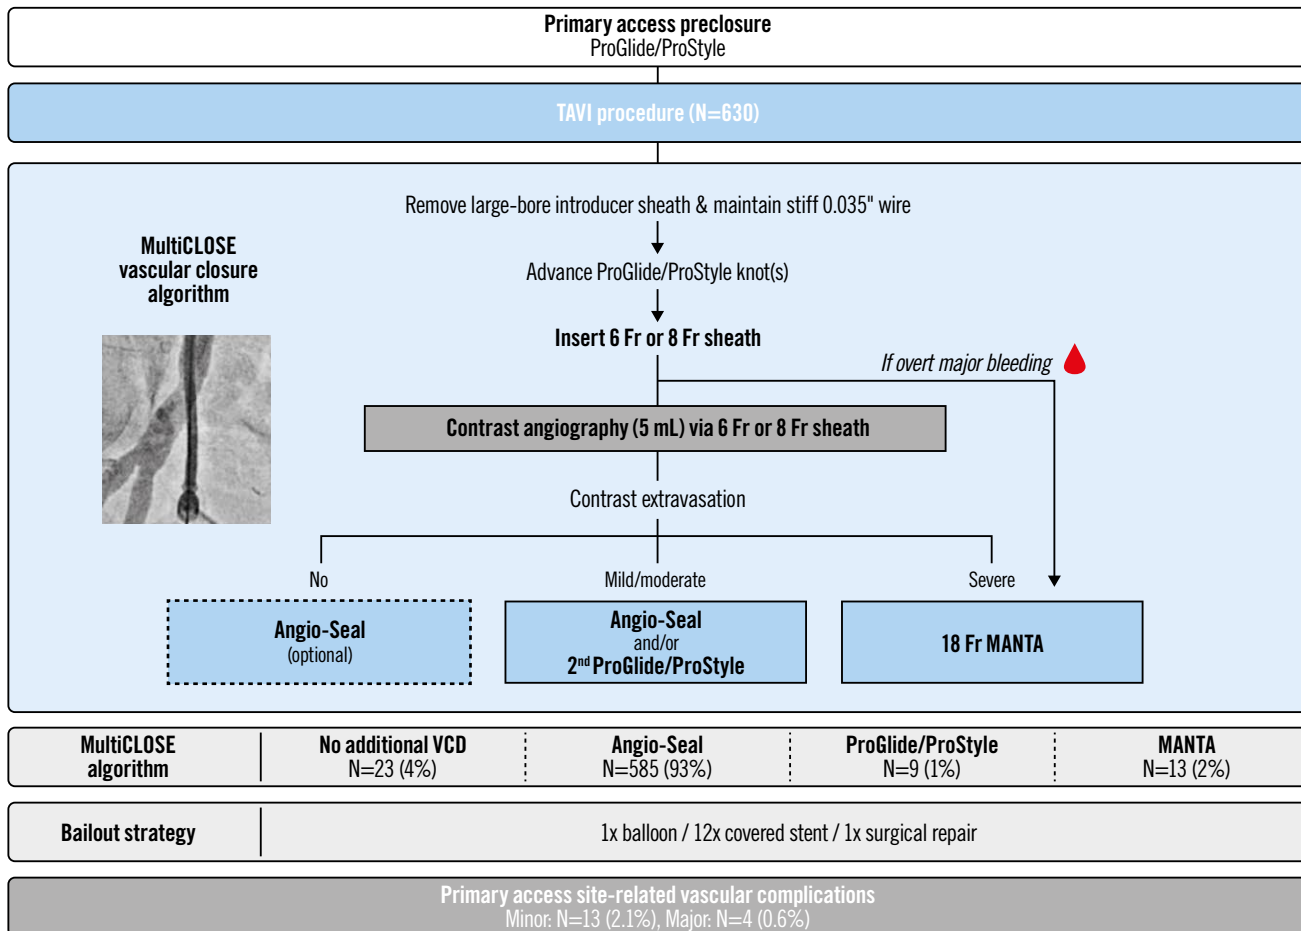 Primary access preclosure
ProGlide/ProStyle
TAVI procedure (N=630)
Remove large-bore introducer sheath & maintain stiff 0.035" wire
MultiCLOSE
vascular closure
algorithm
Advance ProGlide/ProStyle knot(s)
Insert 6 Fr or 8 Fr sheath
If overt major bleeding
Contrast angiography (5 mL) via 6 Fr or 8 Fr sheath
Contrast extravasation
No
Mild/moderate
Severe
Angio-Seal
(optional)
Angio-Seal
and/or
2nd ProGlide/ProStyle
18 Fr MANTA
MultiCLOSE
algorithm
No additional VCD
N=23 (4%)
Angio-Seal
N=585 (93%)
ProGlide/ProStyle
N=9 (1%)
MANTA
N=13 (2%)
Bailout strategy
1x balloon / 12x covered stent / 1x surgical repair
Primary access site-related vascular complications
Minor: N=13 (2.1%), Major: N=4 (0.6%)